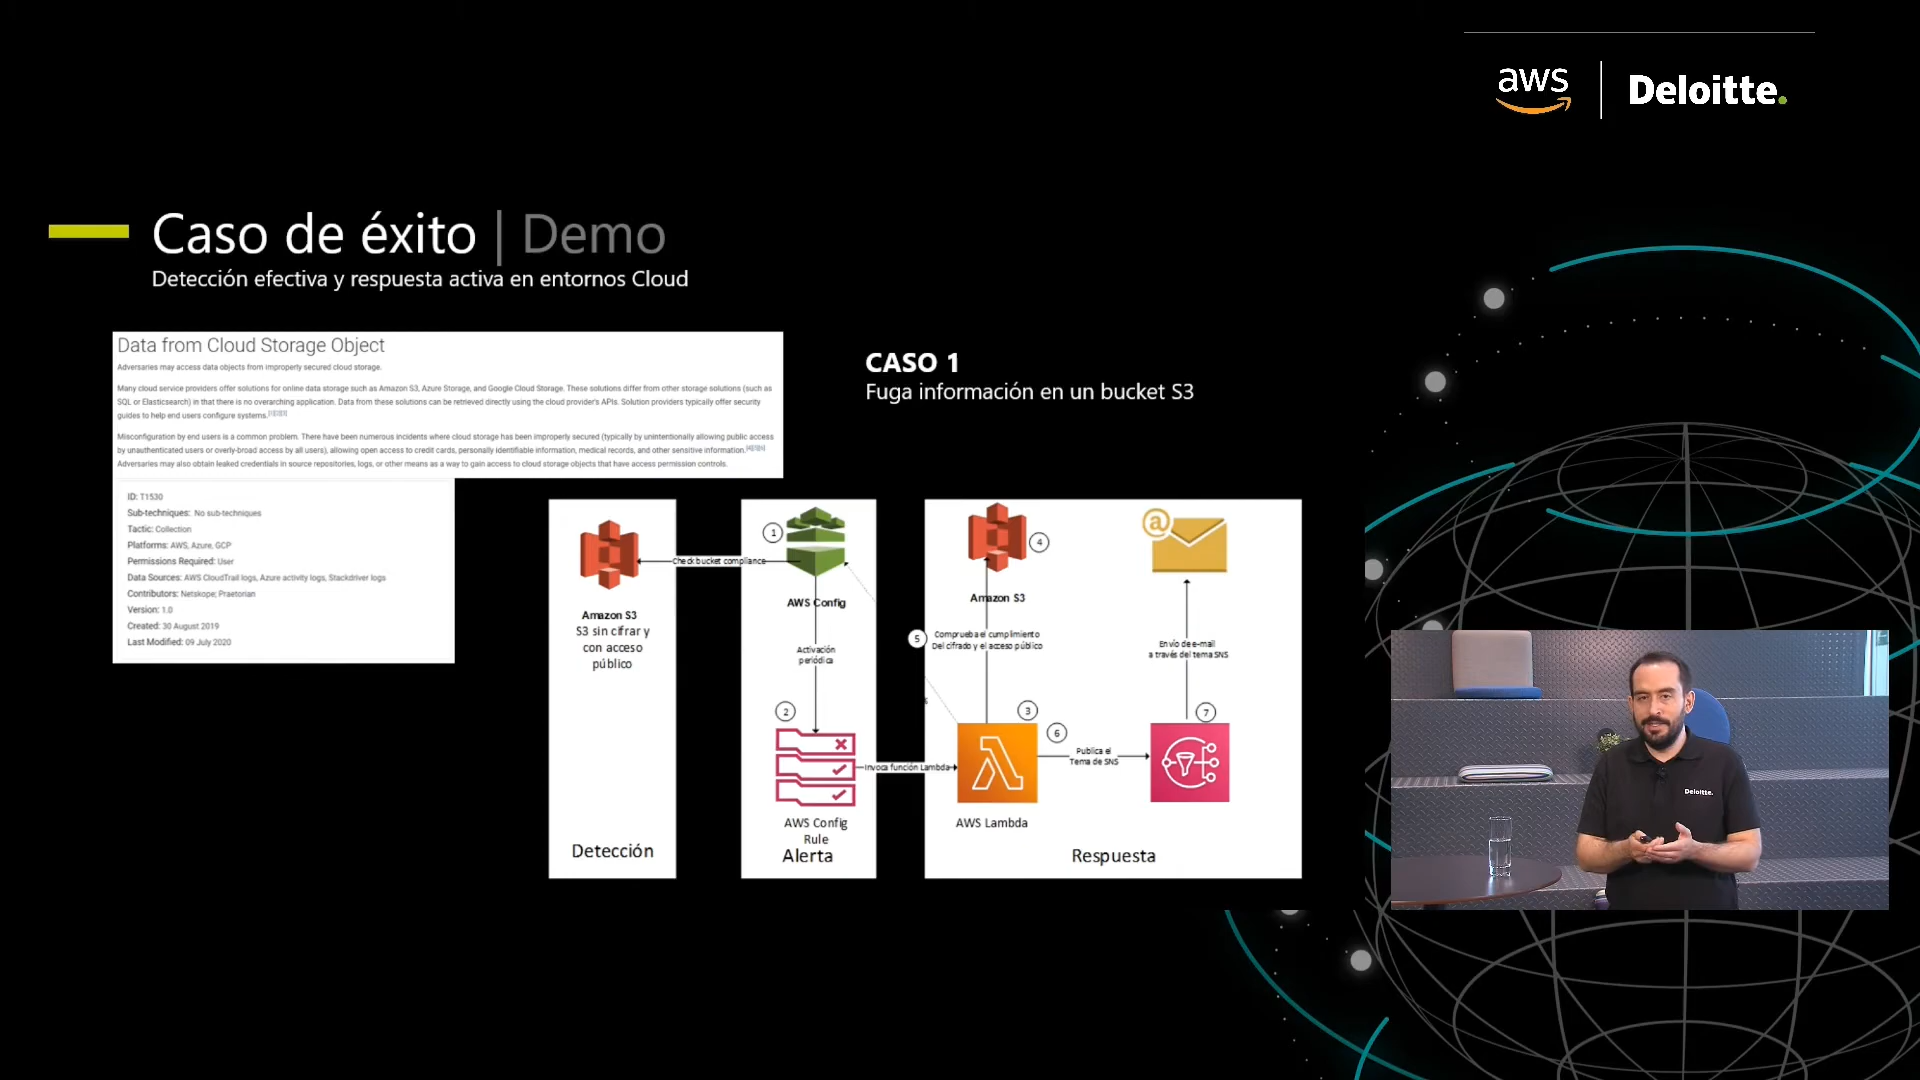 aws | Deloitte.
Caso de éxito | Demo
Detección efectiva y respuesta activa en entornos Cloud
Data from Cloud Storage Object
Adversaries may access data objects from improperly secured cloud storage.
Many cloud service providers offer solutions for online data storage such as Amazon S3, Azure Storage, and Google Cloud Storage. These solutions differ from other storage solutions (such as
SQL or Elasticsearch) in that there is no overarching application. Data from these solutions can be retrieved directly using the cloud provider's APIs. Solution providers typically offer security
guides to help end users configure systems.
Misconfiguration by end users is a common problem. There have been numerous incidents where cloud storage has been improperly secured (typically by unintentionally allowing public access
by unauthenticated users or overly-broad access by all users), allowing open access to credit cards, personally identifiable information, medical records, and other sensitive information.
Adversaries may also obtain leaked credentials in source repositories, logs, or other means as a way to gain access to cloud storage objects that have access permission controls.
ID: T1530
Sub-techniques: No sub-techniques
Tactic: Collection
Platforms: AWS, Azure, GCP
Permissions Required: User
Data Sources: AWS CloudTrail logs, Azure activity logs, Stackdriver logs
Contributors: Netskope; Praetorian
Version: 1.0
Created: 30 August 2019
Last Modified: 09 July 2020
CASO 1
Fuga información en un bucket S3
Amazon S3
S3 sin cifrar y
con acceso
público
Detección
Check bucket compliance
1
AWS Config
Activación
periódica
2
AWS Config
Rule
Alerta
Invoca función Lambda
4
Amazon S3
5
Comprueba el cumplimiento
Del cifrado y el acceso público
3
AWS Lambda
6
Publica el
Tema de SNS
7
@
Envío de e-mail
a través del tema SNS
Respuesta
Deloitte.